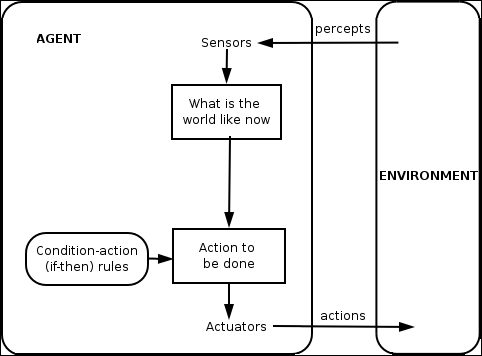 AGENT
Sensors
percepts
What is the
world like now
ENVIRONMENT
Condition-action
(if-then) rules
Action to
be done
Actuators
actions